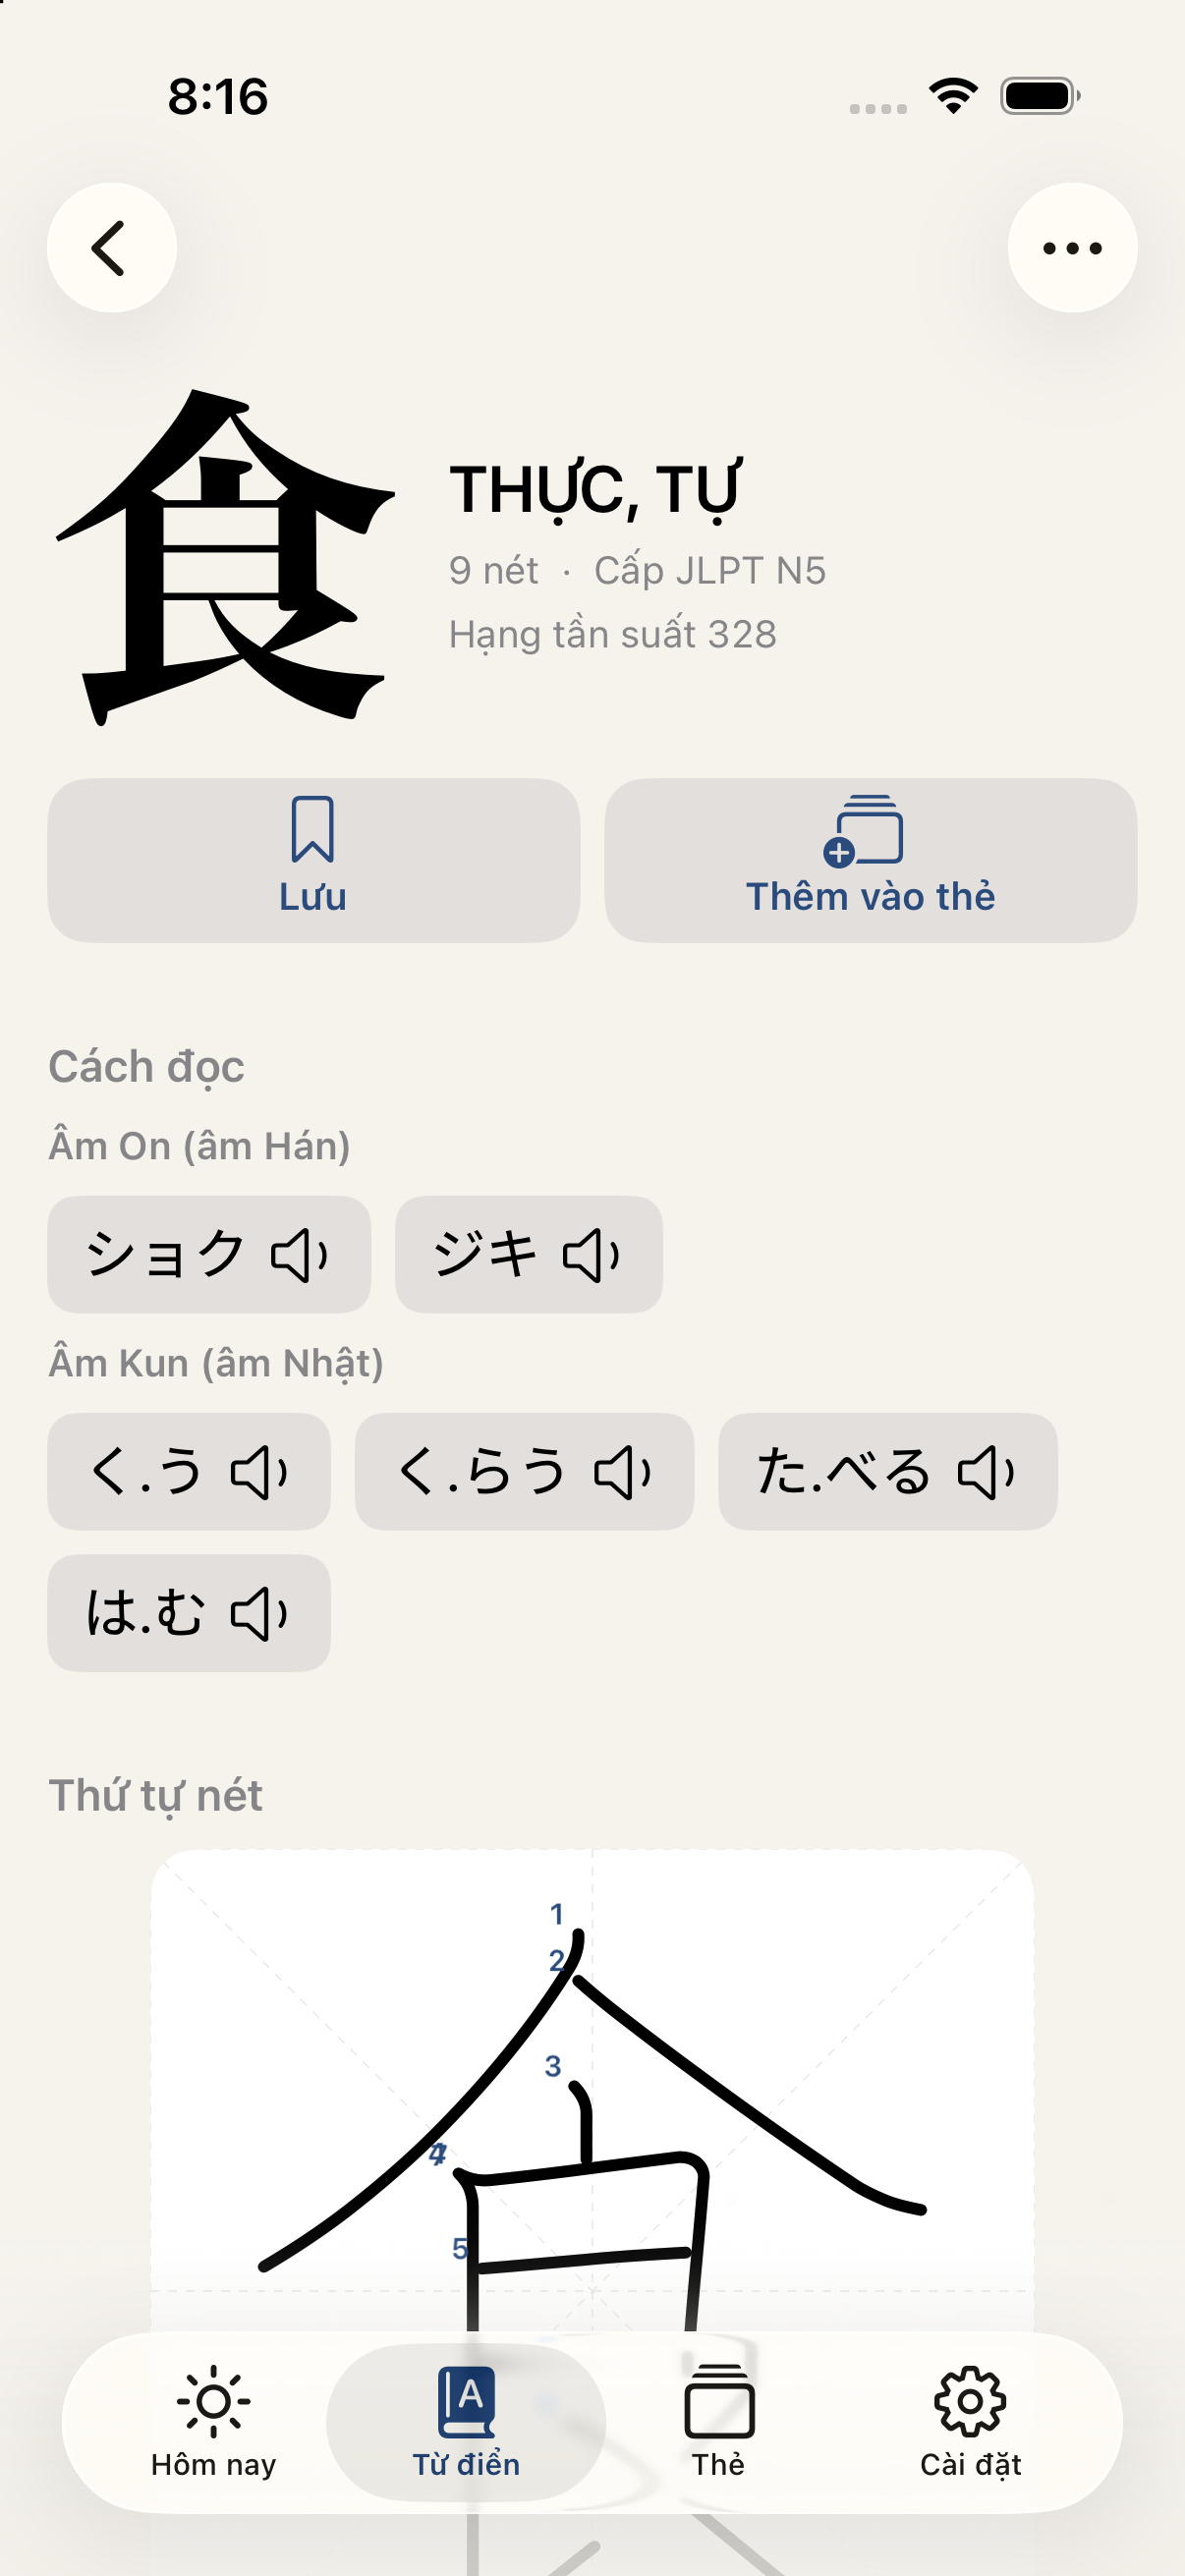 8:16
食
THỰC, TỰ
9 nét · Cấp JLPT N5
Hạng tần suất 328
Lưu
Thêm vào thẻ
Cách đọc
Âm On (âm Hán)
ショク
ジキ
Âm Kun (âm Nhật)
く.う
く.らう
た.べる
は.む
Thứ tự nét
1
2
3
4
5
Hôm nay
Từ điển
Thẻ
Cài đặt